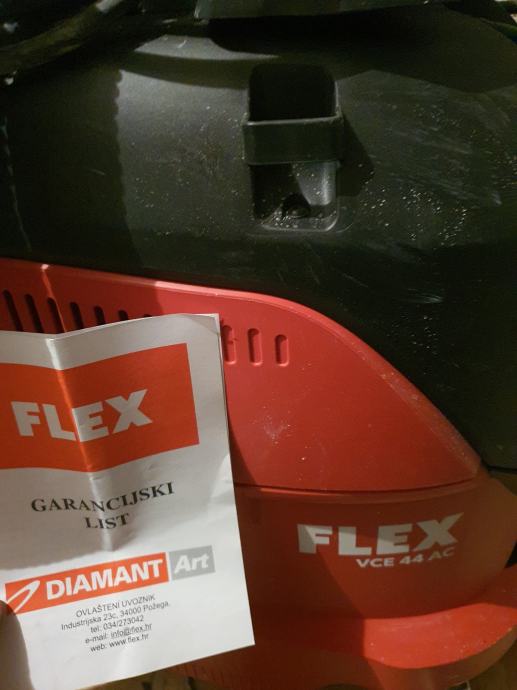 FLEX
GARANCIJSKI
LIST
DIAMANT Art
OVLAŠTENI UVOZNIK
Industrijska 23c, 34000 Požega,
tel: 034/273042
e-mail: info@flex.hr
web: www.flex.hr
FLEX
VCE 44 AC